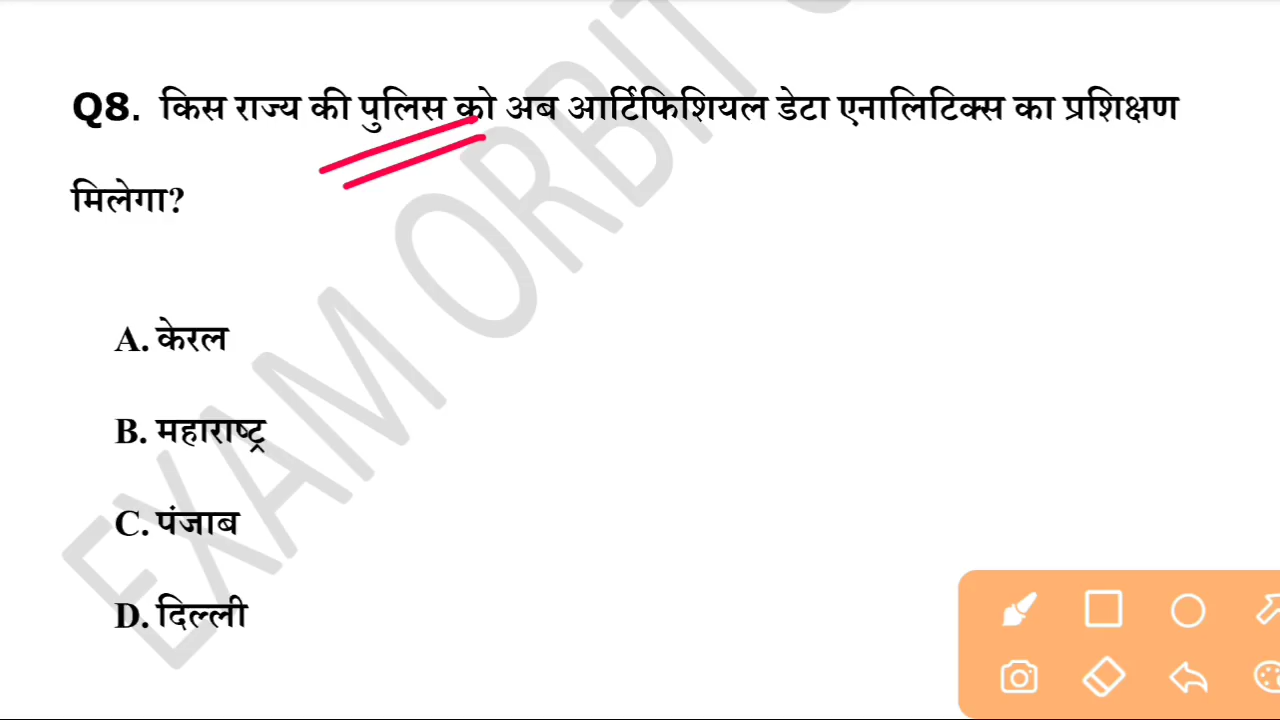 Q8. किस राज्य की पुलिस को अब आर्टिफिशियल डेटा एनालिटिक्स का प्रशिक्षण
मिलेगा?
A. केरल
B. महाराष्ट्र
C. पंजाब
D. दिल्ली
EXAM ORBIT